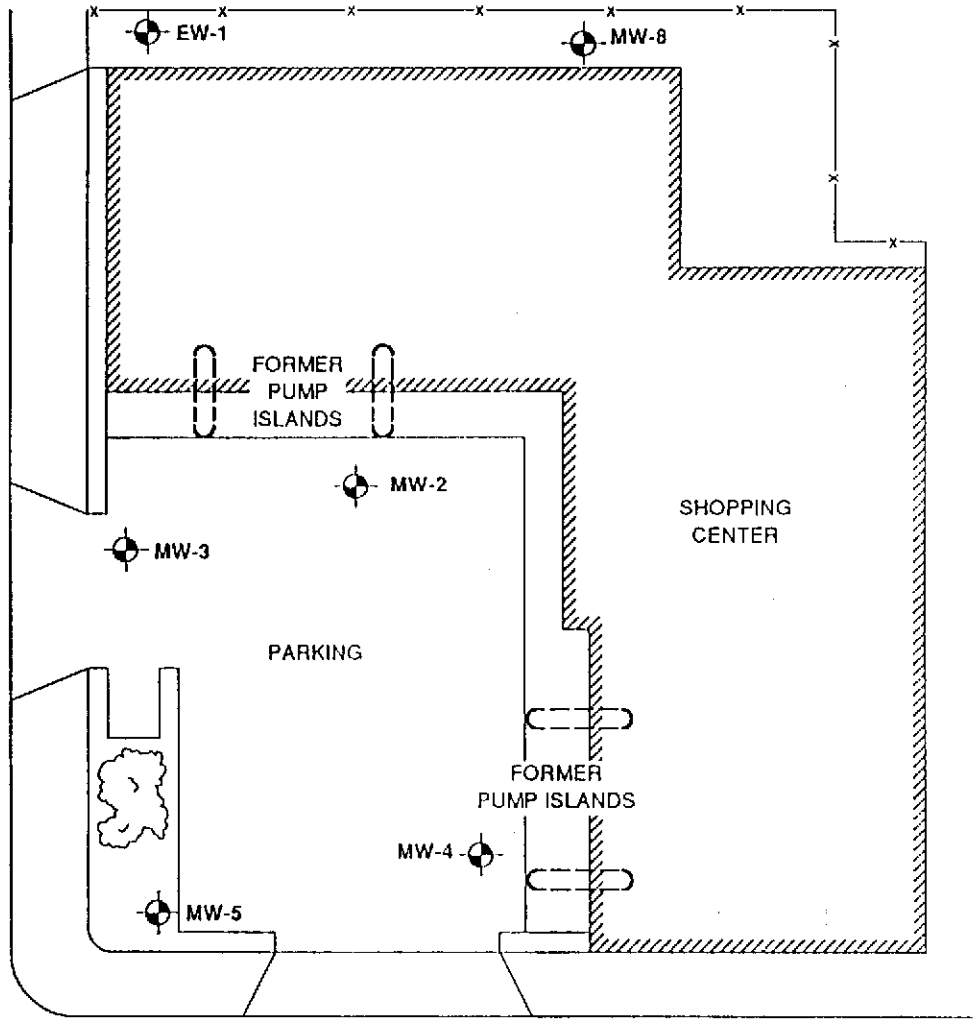 EW-1
MW-8
FORMER
PUMP
ISLANDS
MW-2
SHOPPING
CENTER
MW-3
PARKING
FORMER
PUMP ISLANDS
MW-4
MW-5